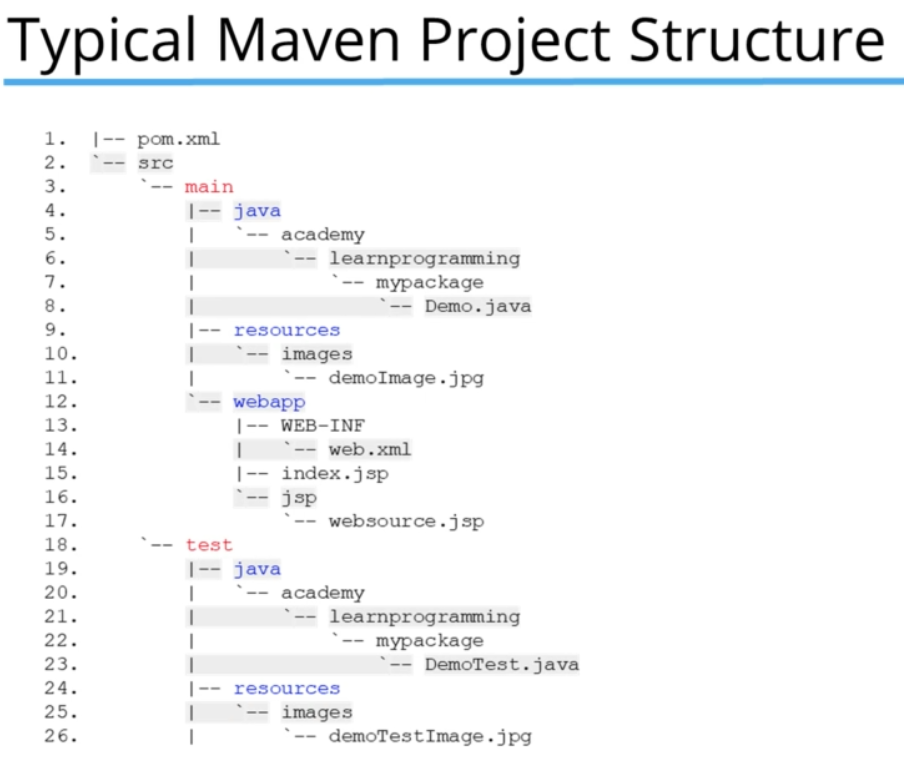 Typical Maven Project Structure
1. |-- pom.xml
2. `-- src
3.     `-- main
4.         |-- java
5.         |   `-- academy
6.         |       `-- learnprogramming
7.         |           `-- mypackage
8.         |               `-- Demo.java
9.         |-- resources
10.         |   `-- images
11.         |       `-- demoImage.jpg
12.         `-- webapp
13.             |-- WEB-INF
14.             |   `-- web.xml
15.             |-- index.jsp
16.             `-- jsp
17.                 `-- websource.jsp
18.     `-- test
19.         |-- java
20.         |   `-- academy
21.         |       `-- learnprogramming
22.         |           `-- mypackage
23.         |               `-- DemoTest.java
24.         |-- resources
25.         |   `-- images
26.         |       `-- demoTestImage.jpg